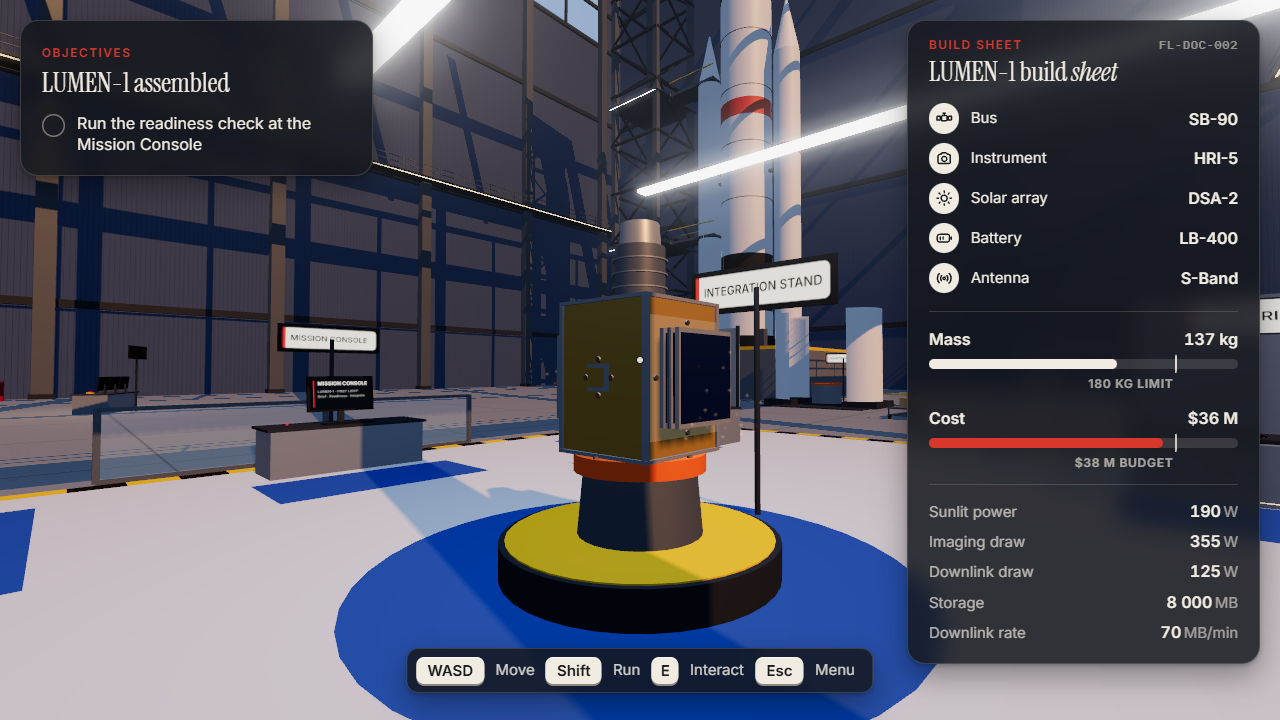 OBJECTIVES
LUMEN-1 assembled
Run the readiness check at the
Mission Console
BUILD SHEET
FL-DOC-002
LUMEN-1 build sheet
Bus
SB-90
Instrument
HRI-5
Solar array
DSA-2
Battery
LB-400
Antenna
S-Band
Mass
137 kg
180 KG LIMIT
Cost
$36 M
$38 M BUDGET
Sunlit power
190 W
Imaging draw
355 W
Downlink draw
125 W
Storage
8 000 MB
Downlink rate
70 MB/min
INTEGRATION STAND
MISSION CONSOLE
MISSION CONSOLE
RI
WASD Move Shift Run E Interact Esc Menu